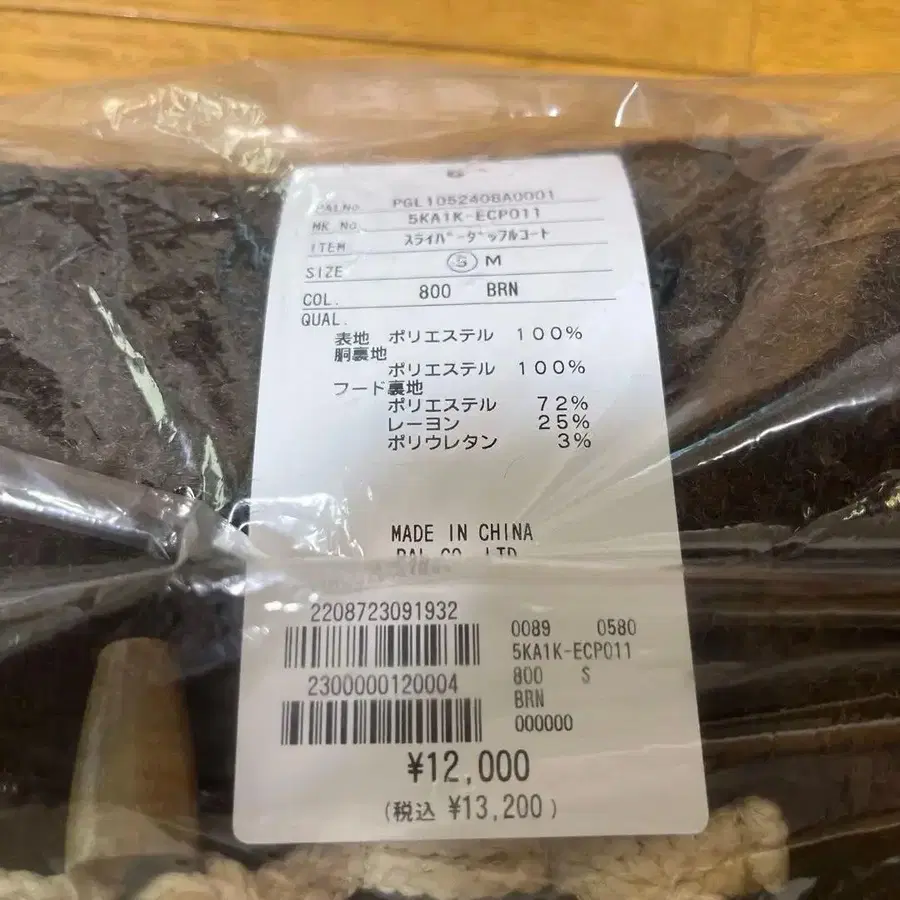 PAL No. PGL105240BA0001
MK No. 5KA1K-ECP011
ITEM ｽﾗｲﾊﾞｰﾀﾞｯﾌﾙｺｰﾄ
SIZE S M
COL. 800 BRN
QUAL.
表地 ポリエステル 100%
胴裏地
ポリエステル 100%
フード裏地
ポリエステル 72%
レーヨン 25%
ポリウレタン 3%
MADE IN CHINA
PAL CO., LTD
2208723091932
2300000120004
0089 0580
5KA1K-ECP011
800 S
BRN
000000
¥12,000
(税込 ¥13,200)